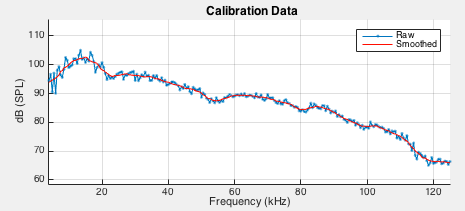 Calibration Data
Raw
Smoothed
110
100
90
80
70
60
dB (SPL)
20 40 60 80 100 120
Frequency (kHz)